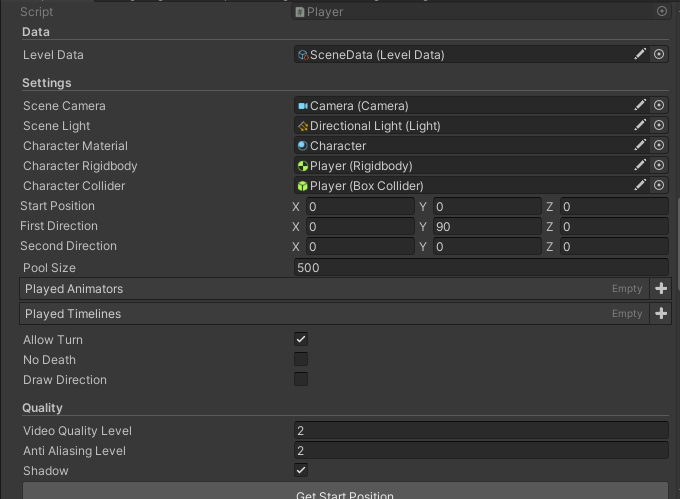 Script Player
Data
Level Data SceneData (Level Data)
Settings
Scene Camera Camera (Camera)
Scene Light Directional Light (Light)
Character Material Character
Character Rigidbody Player (Rigidbody)
Character Collider Player (Box Collider)
Start Position X 0 Y 0 Z 0
First Direction X 0 Y 90 Z 0
Second Direction X 0 Y 0 Z 0
Pool Size 500
Played Animators Empty
Played Timelines Empty
Allow Turn
No Death
Draw Direction
Quality
Video Quality Level 2
Anti Aliasing Level 2
Shadow
Get Start Position